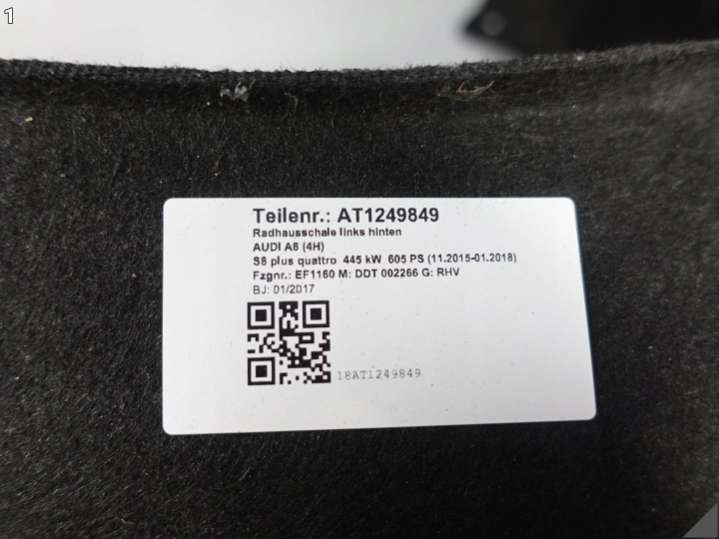 1
Teilenr.: AT1249849
Radhausschale links hinten
AUDI A8 (4H)
S8 plus quattro 445 kW 605 PS (11.2015-01.2018)
Fzgnr.: EF1160 M: DDT 002266 G: RHV
BJ: 01/2017
18AT1249849